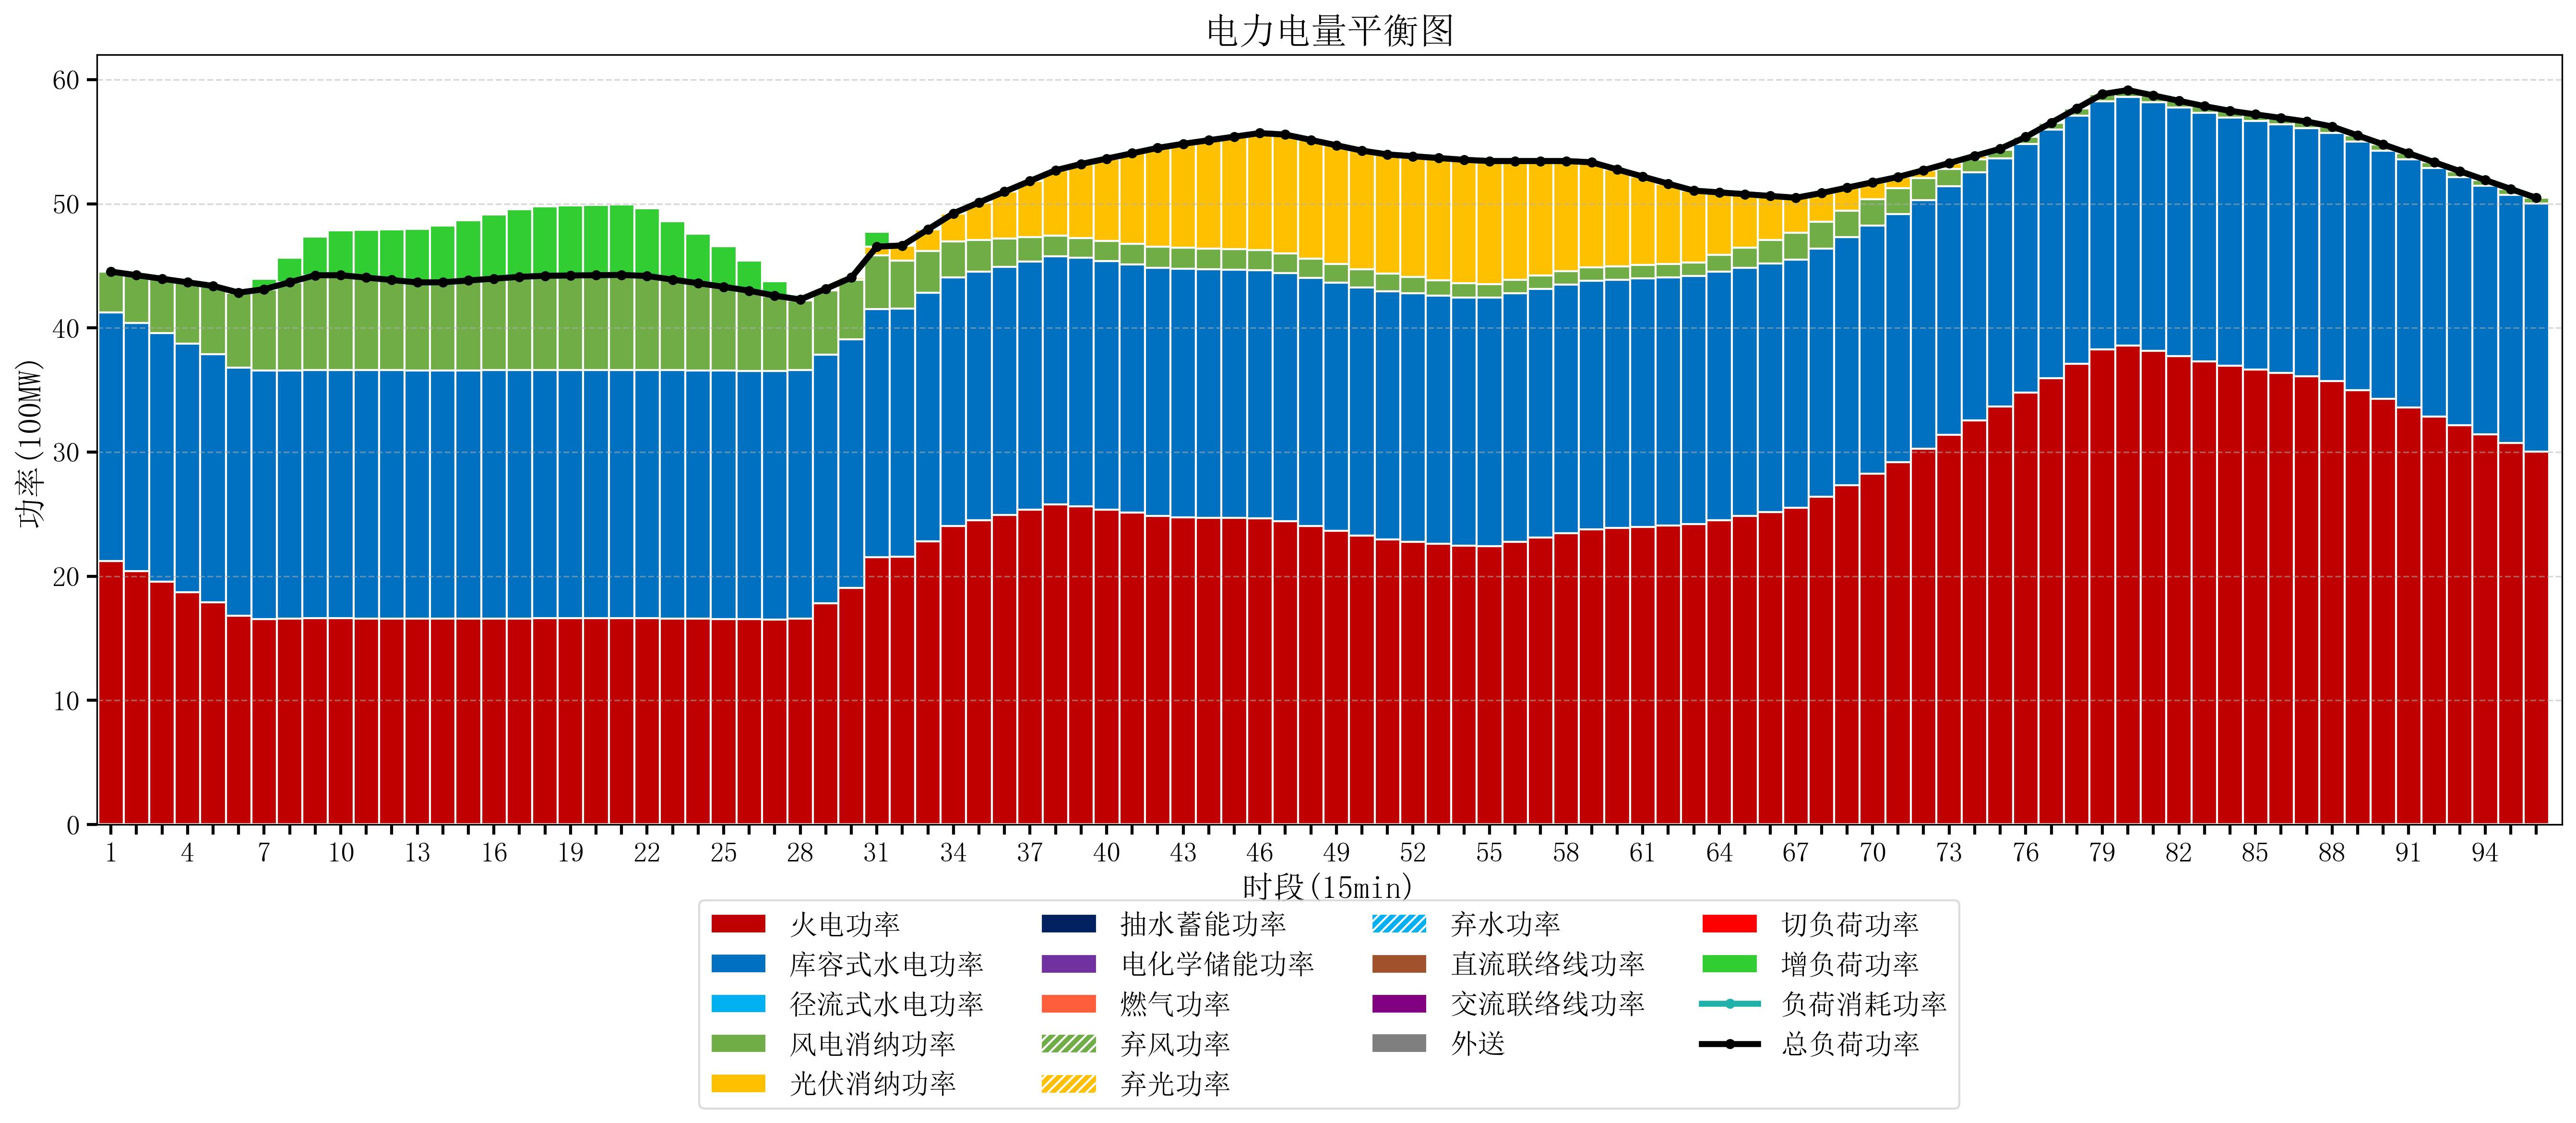 电力电量平衡图
功率(100MW)
60
50
40
30
20
10
0
1 4 7 10 13 16 19 22 25 28 31 34 37 40 43 46 49 52 55 58 61 64 67 70 73 76 79 82 85 88 91 94
时段(15min)
火电功率
库容式水电功率
径流式水电功率
风电消纳功率
光伏消纳功率
抽水蓄能功率
电化学储能功率
燃气功率
弃风功率
弃光功率
弃水功率
直流联络线功率
交流联络线功率
外送
切负荷功率
增负荷功率
负荷消耗功率
总负荷功率